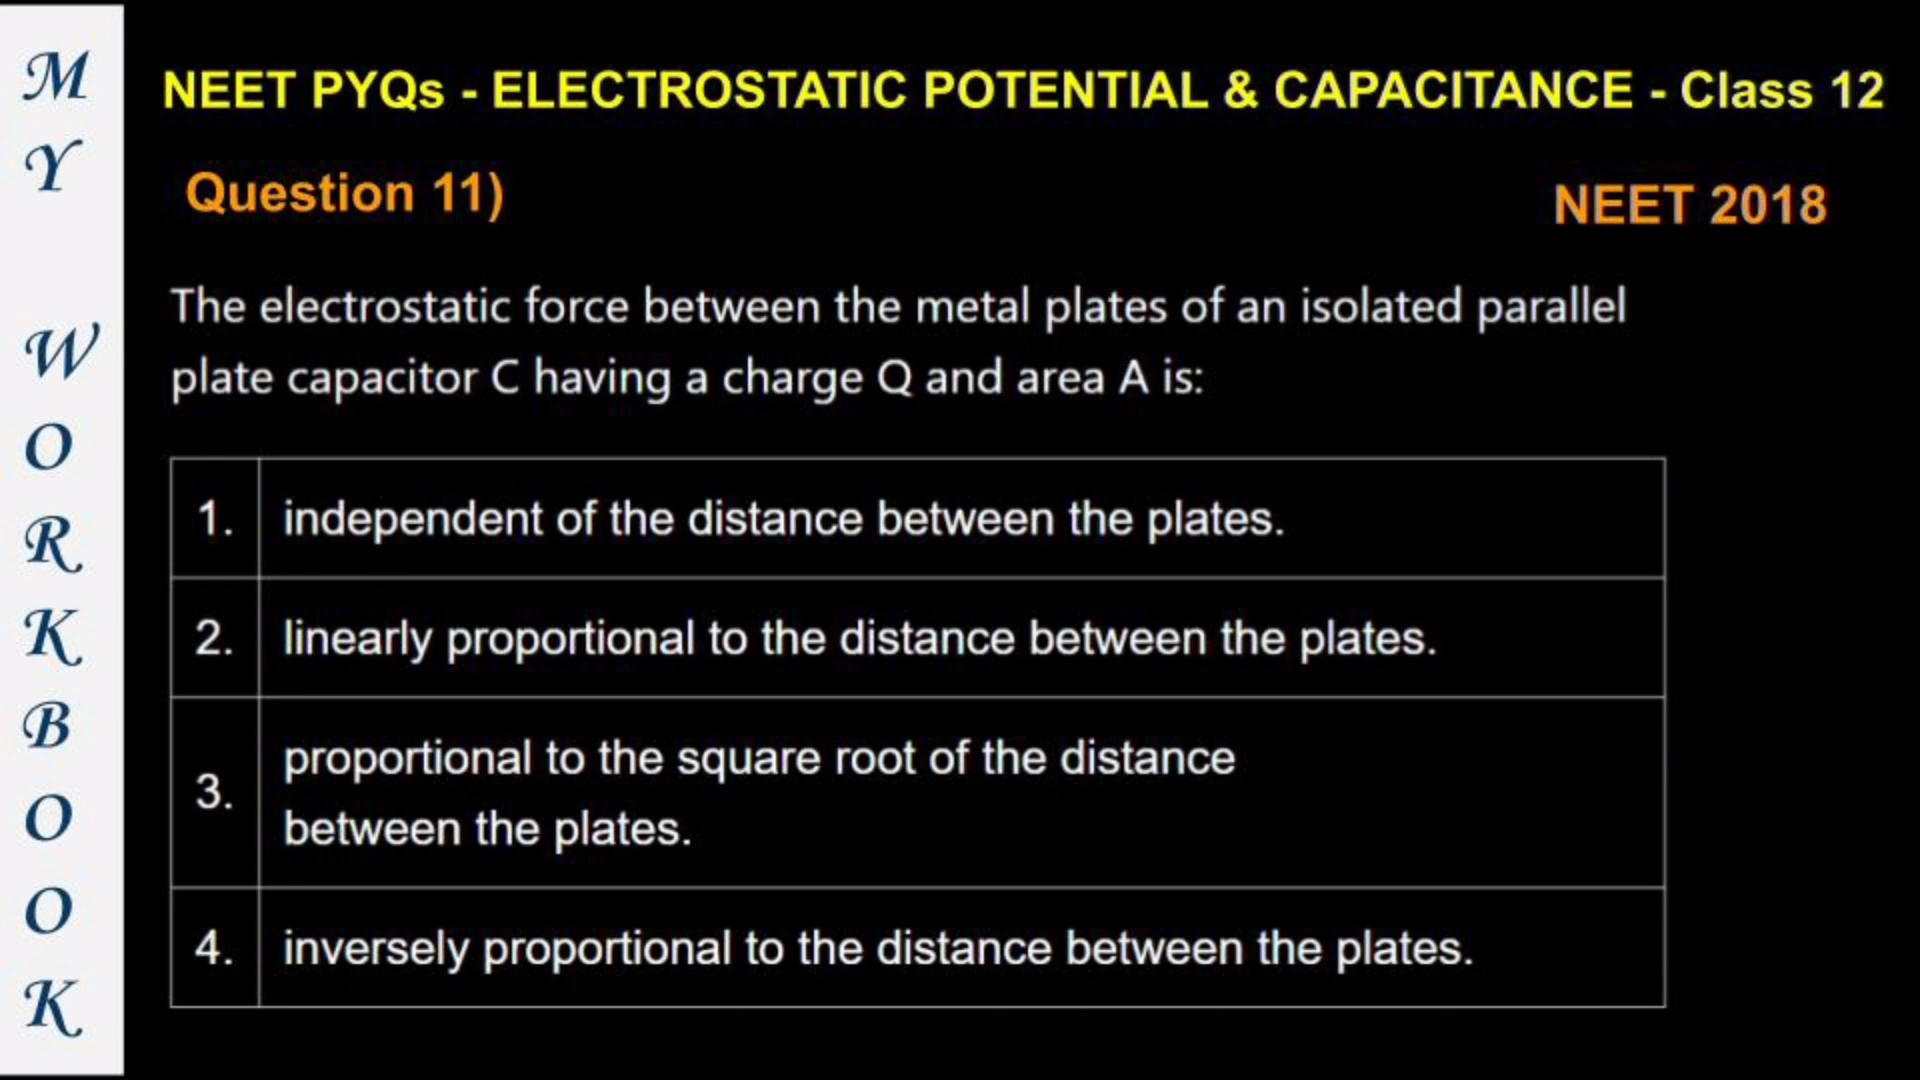 MY WORKBOOK
NEET PYQs - ELECTROSTATIC POTENTIAL & CAPACITANCE - Class 12
Question 11)
NEET 2018
The electrostatic force between the metal plates of an isolated parallel
plate capacitor C having a charge Q and area A is:
1. independent of the distance between the plates.
2. linearly proportional to the distance between the plates.
3. proportional to the square root of the distance
between the plates.
4. inversely proportional to the distance between the plates.